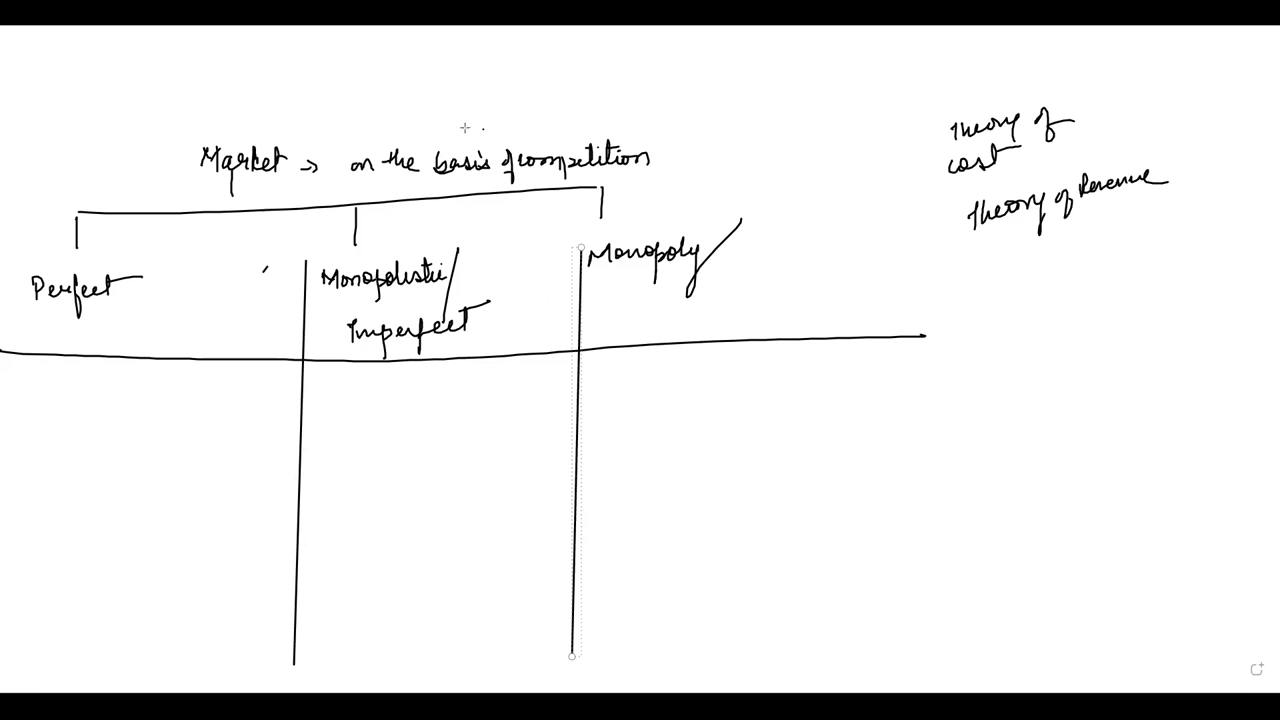 Market → on the basis of competition
Perfect
Monopolistic/
Imperfect
Monopoly/
Theory of
cost
Theory of Revenue